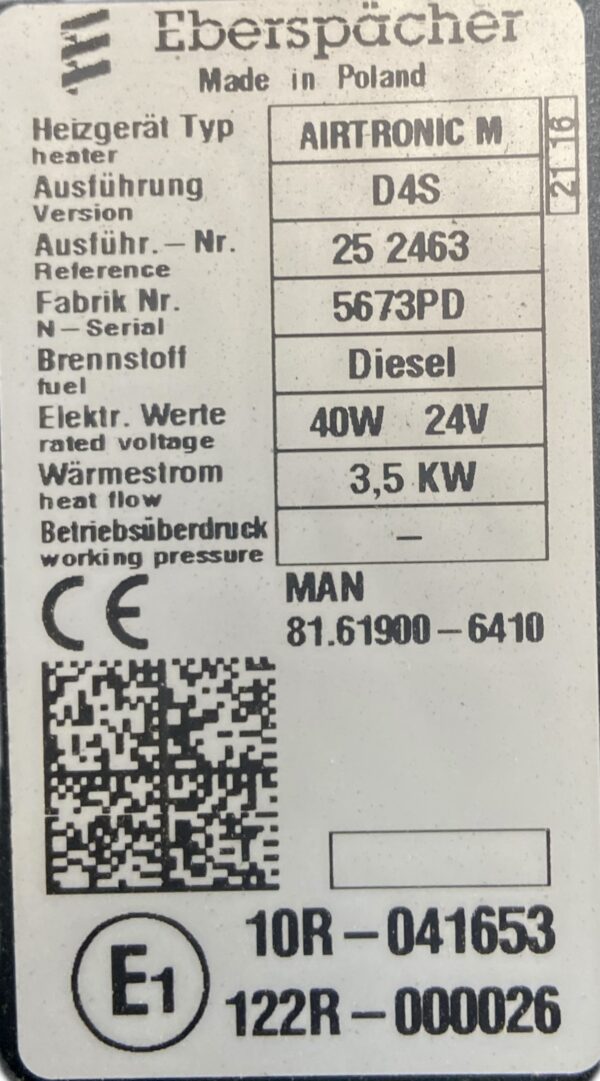 Eberspächer
Made in Poland
Heizgerät Typ AIRTRONIC M
heater
21 16
Ausführung D4S
Version
Ausführ.–Nr. 25 2463
Reference
Fabrik Nr. 5673PD
N–Serial
Brennstoff Diesel
fuel
Elektr. Werte 40W 24V
rated voltage
Wärmestrom 3,5 KW
heat flow
Betriebsüberdruck –
working pressure
CE
MAN
81.61900–6410
E1
10R–041653
122R–000026